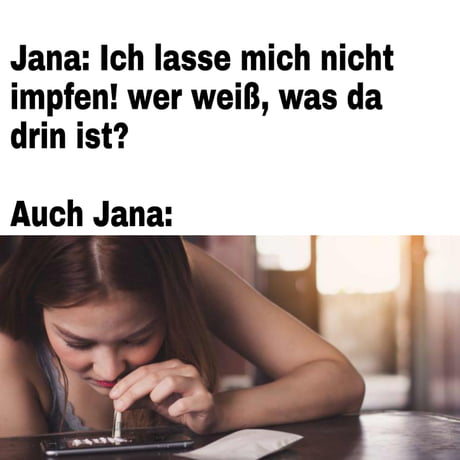 Jana: Ich lasse mich nicht
impfen! wer weiß, was da
drin ist?
Auch Jana: